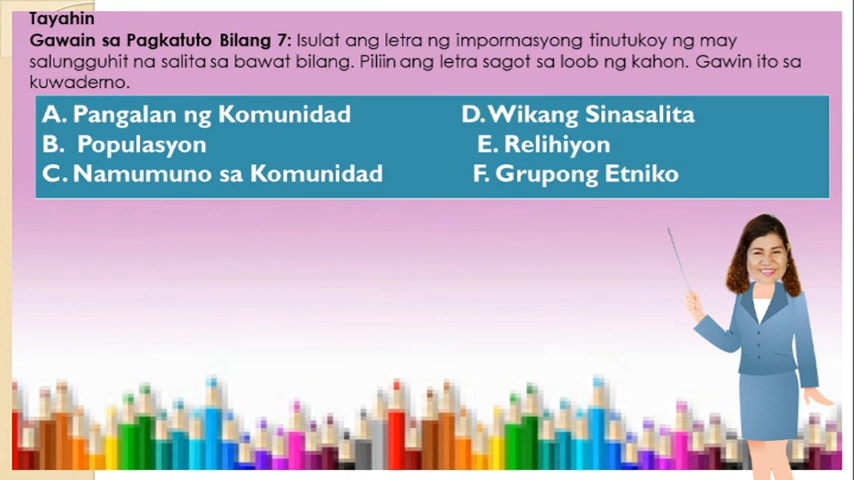 Tayahin
Gawain sa Pagkatuto Bilang 7: Isulat ang letra ng impormasyong tinutukoy ng may
salungguhit na salita sa bawat bilang. Piliin ang letra sagot sa loob ng kahon. Gawin ito sa
kuwaderno.
A. Pangalan ng Komunidad D. Wikang Sinasalita
B. Populasyon E. Relihiyon
C. Namumuno sa Komunidad F. Grupong Etniko